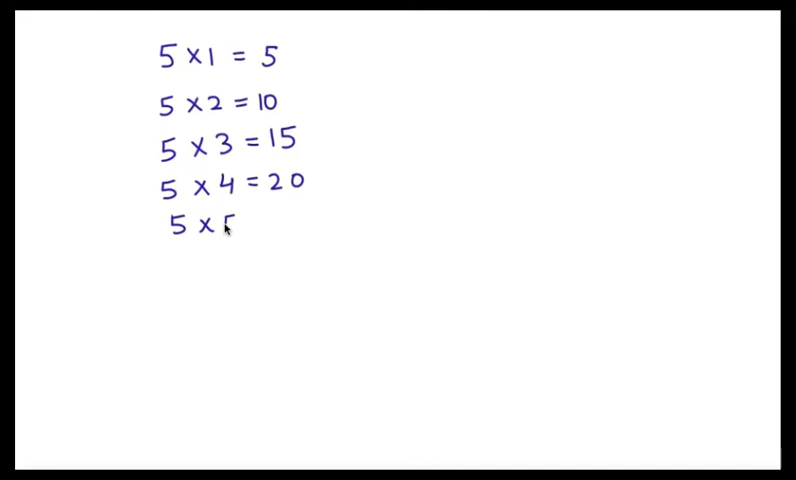 5 × 1 = 5
5 × 2 = 10
5 × 3 = 15
5 × 4 = 20
5 ×